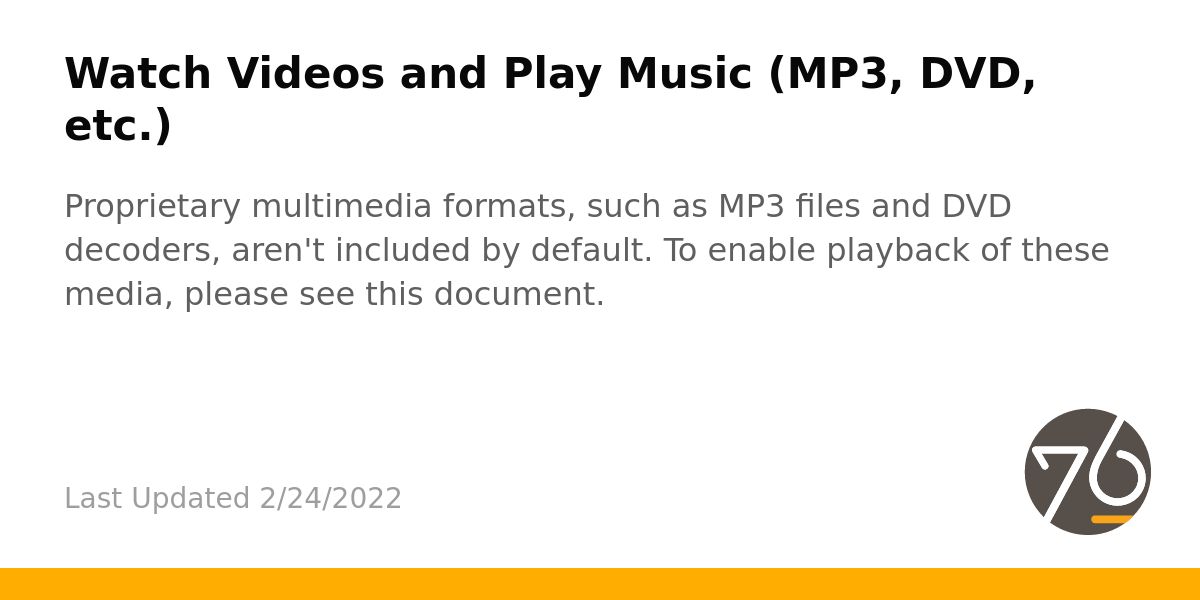 Watch Videos and Play Music (MP3, DVD,
etc.)
Proprietary multimedia formats, such as MP3 files and DVD
decoders, aren't included by default. To enable playback of these
media, please see this document.
Last Updated 2/24/2022
76